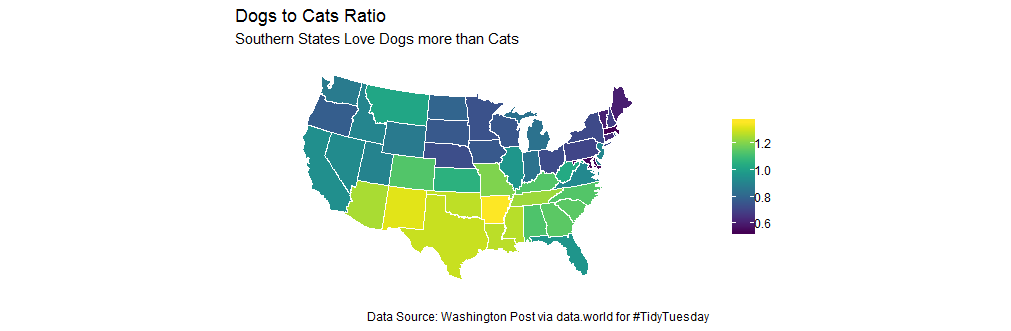 Dogs to Cats Ratio
Southern States Love Dogs more than Cats
1.2
1.0
0.8
0.6
Data Source: Washington Post via data.world for #TidyTuesday